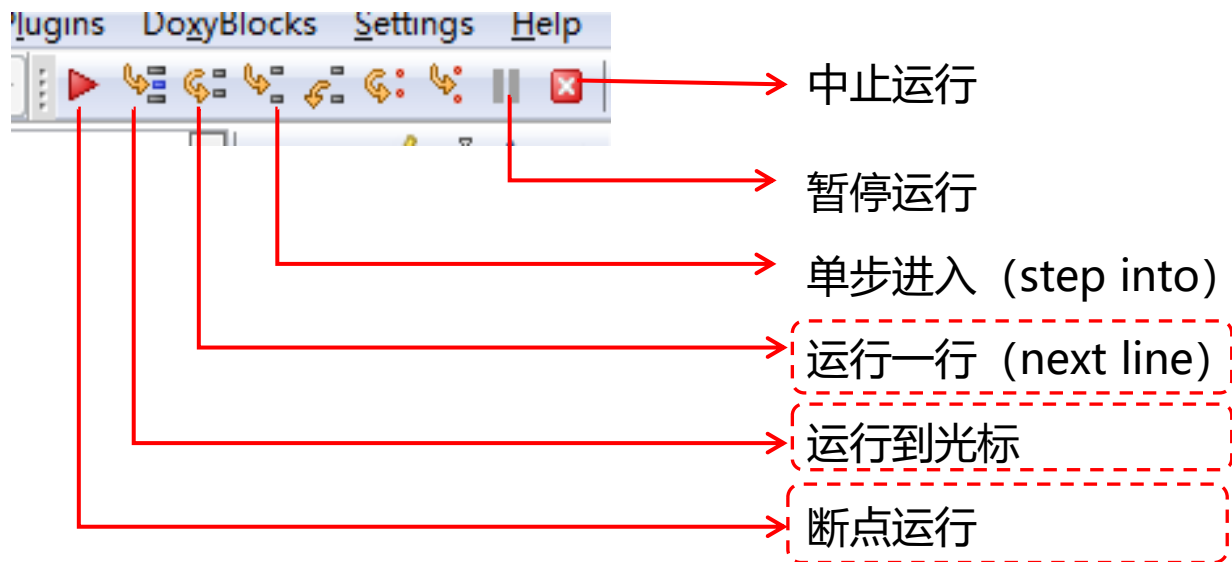 Plugins DoxyBlocks Settings Help
中止运行
暂停运行
单步进入（step into）
运行一行（next line）
运行到光标
断点运行